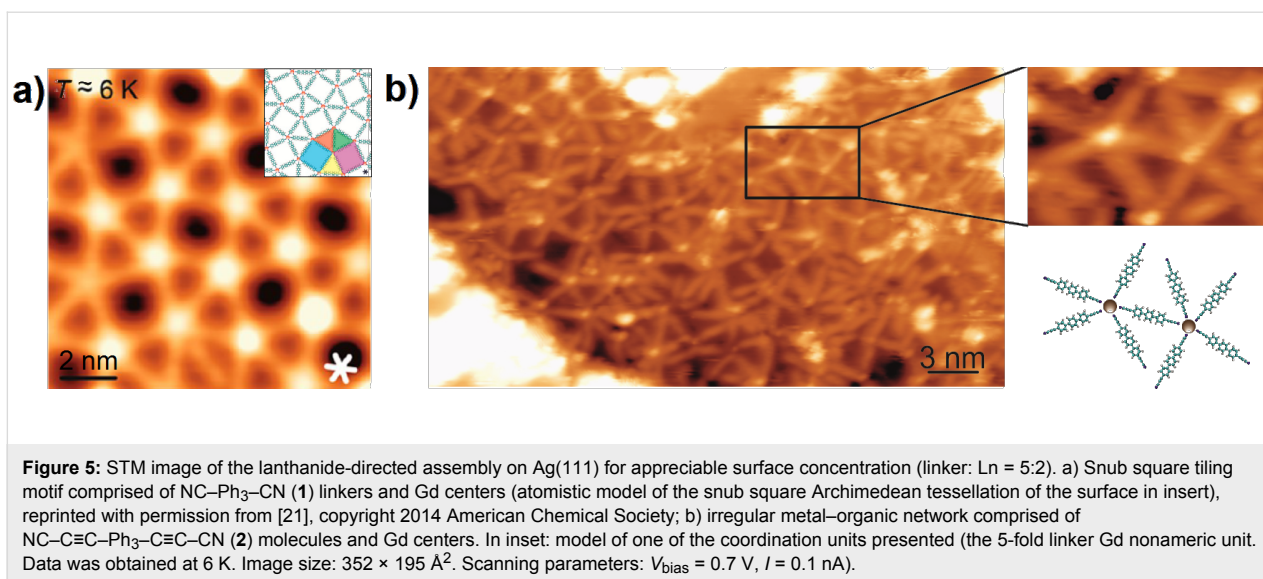 a)
T ≈ 6 K
2 nm
b)
3 nm
Figure 5: STM image of the lanthanide-directed assembly on Ag(111) for appreciable surface concentration (linker: Ln = 5:2). a) Snub square tiling
motif comprised of NC–Ph₃–CN (1) linkers and Gd centers (atomistic model of the snub square Archimedean tessellation of the surface in insert),
reprinted with permission from [21], copyright 2014 American Chemical Society; b) irregular metal–organic network comprised of
NC–C≡C–Ph₃–C≡C–CN (2) molecules and Gd centers. In inset: model of one of the coordination units presented (the 5-fold linker Gd nonameric unit.
Data was obtained at 6 K. Image size: 352 × 195 Å². Scanning parameters: Vbias = 0.7 V, I = 0.1 nA).